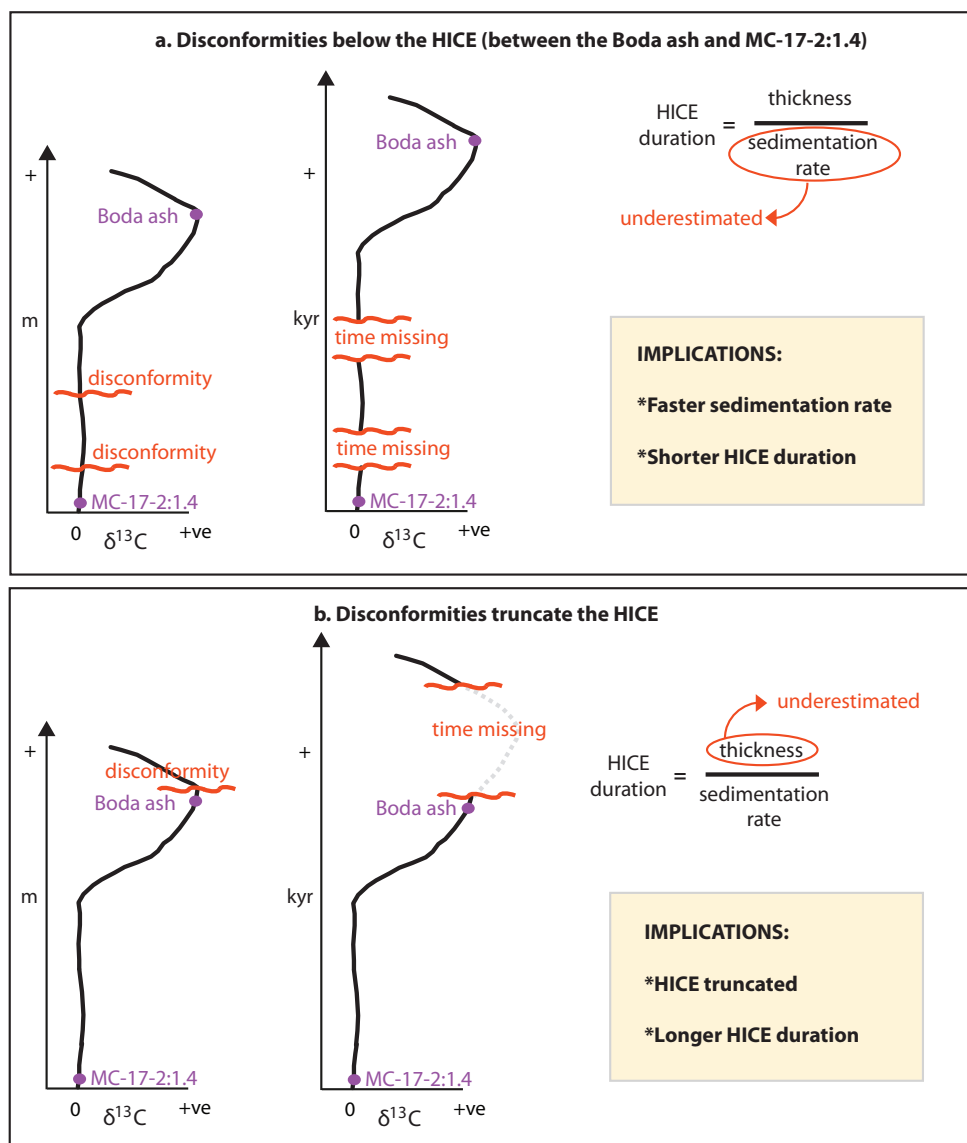 a. Disconformities below the HICE (between the Boda ash and MC-17-2:1.4)
+
m
Boda ash
disconformity
disconformity
MC-17-2:1.4
0
+ve
δ¹³C
+
kyr
Boda ash
time missing
time missing
MC-17-2:1.4
0
+ve
δ¹³C
HICE
duration
=
thickness
sedimentation
rate
underestimated
IMPLICATIONS:
*Faster sedimentation rate
*Shorter HICE duration
b. Disconformities truncate the HICE
+
m
disconformity
Boda ash
MC-17-2:1.4
0
+ve
δ¹³C
+
kyr
time missing
Boda ash
MC-17-2:1.4
0
+ve
δ¹³C
underestimated
HICE
duration
=
thickness
sedimentation
rate
IMPLICATIONS:
*HICE truncated
*Longer HICE duration